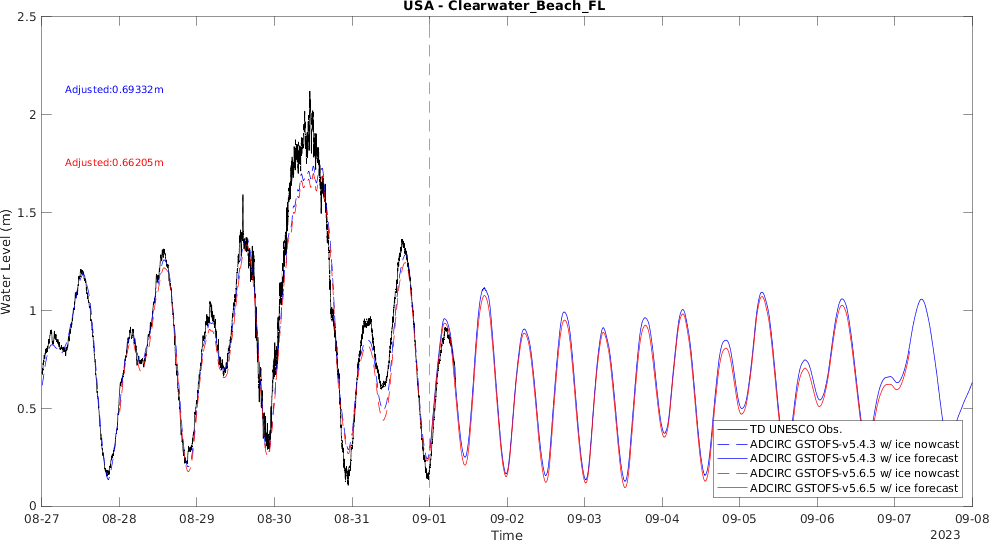 USA - Clearwater_Beach_FL
2.5
Adjusted:0.69332m
2
Adjusted:0.66205m
1.5
Water Level (m)
1
0.5
TD UNESCO Obs.
ADCIRC GSTOFS-v5.4.3 w/ ice nowcast
ADCIRC GSTOFS-v5.4.3 w/ ice forecast
ADCIRC GSTOFS-v5.6.5 w/ ice nowcast
ADCIRC GSTOFS-v5.6.5 w/ ice forecast
0
08-27 08-28 08-29 08-30 08-31 09-01 09-02 09-03 09-04 09-05 09-06 09-07 09-08
Time
2023